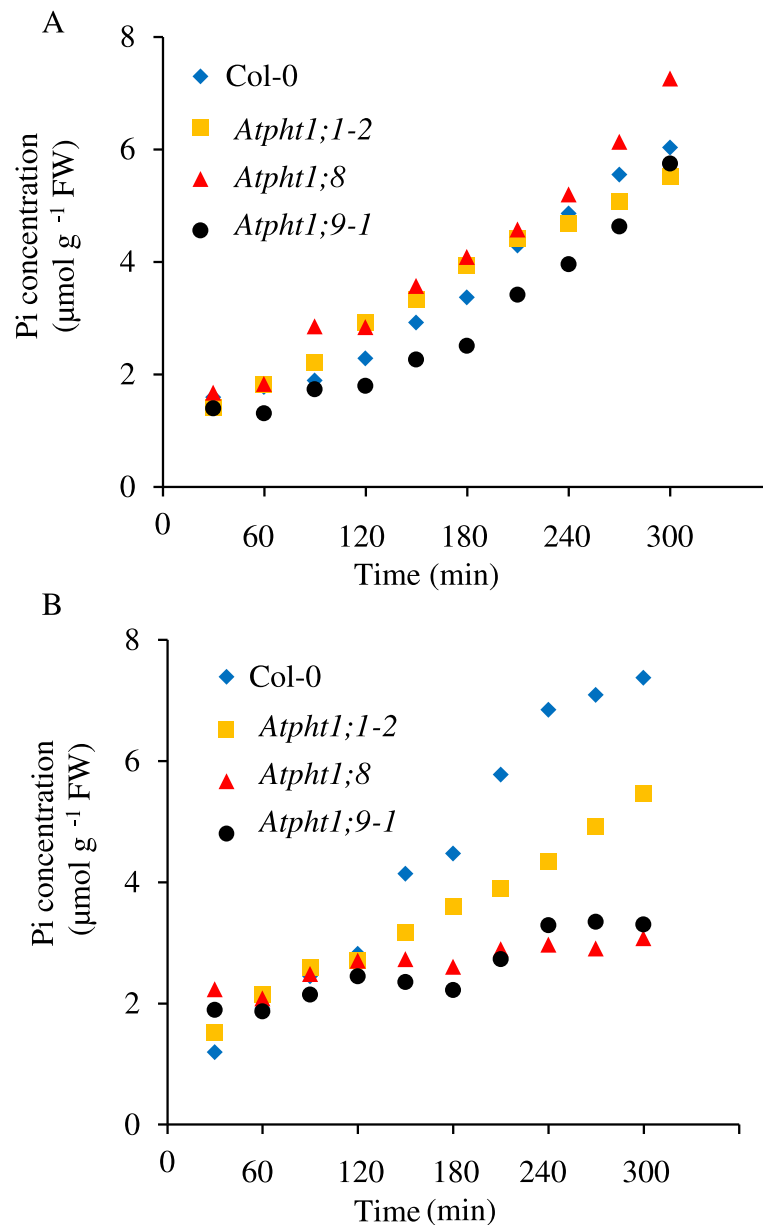 A
8
6
4
2
0
Pi concentration
(µmol g ⁻¹ FW)
Col-0
Atpht1;1-2
Atpht1;8
Atpht1;9-1
0 60 120 180 240 300
Time (min)
B
8
6
4
2
0
Pi concentration
(µmol g ⁻¹ FW)
Col-0
Atpht1;1-2
Atpht1;8
Atpht1;9-1
0 60 120 180 240 300
Time (min)